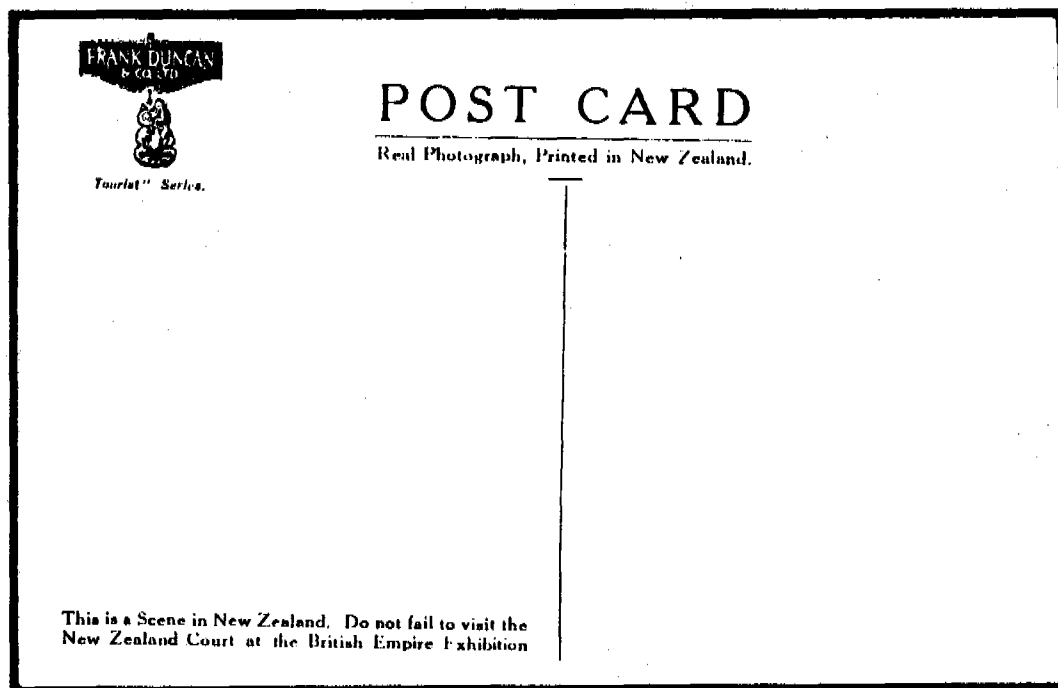 FRANK DUNCAN
& CO. LTD
Tourist" Series.
POST CARD
Real Photograph, Printed in New Zealand.
This is a Scene in New Zealand. Do not fail to visit the
New Zealand Court at the British Empire Exhibition